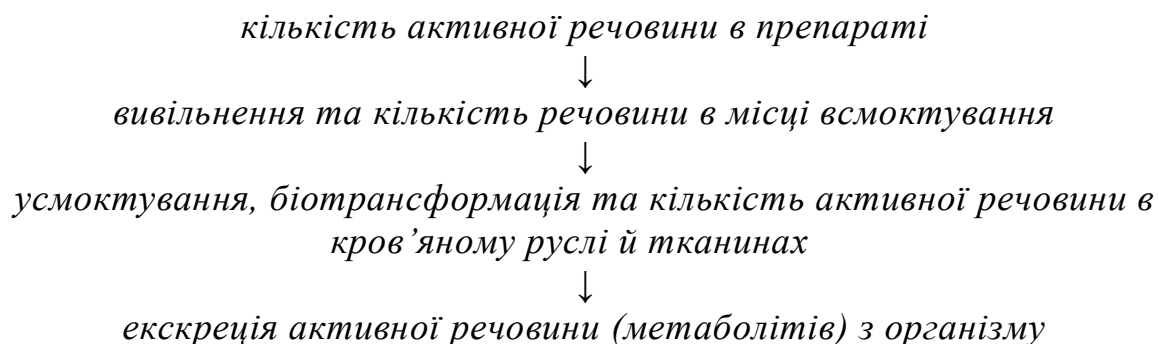 кількість активної речовини в препараті
↓
вивільнення та кількість речовини в місці всмоктування
↓
усмоктування, біотрансформація та кількість активної речовини в
кров’яному руслі й тканинах
↓
екскреція активної речовини (метаболітів) з організму